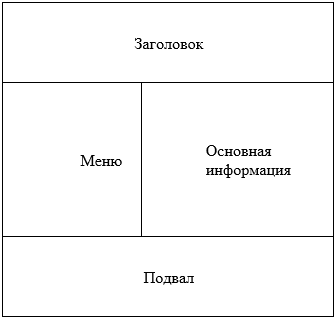 Заголовок
Меню
Основная
информация
Подвал